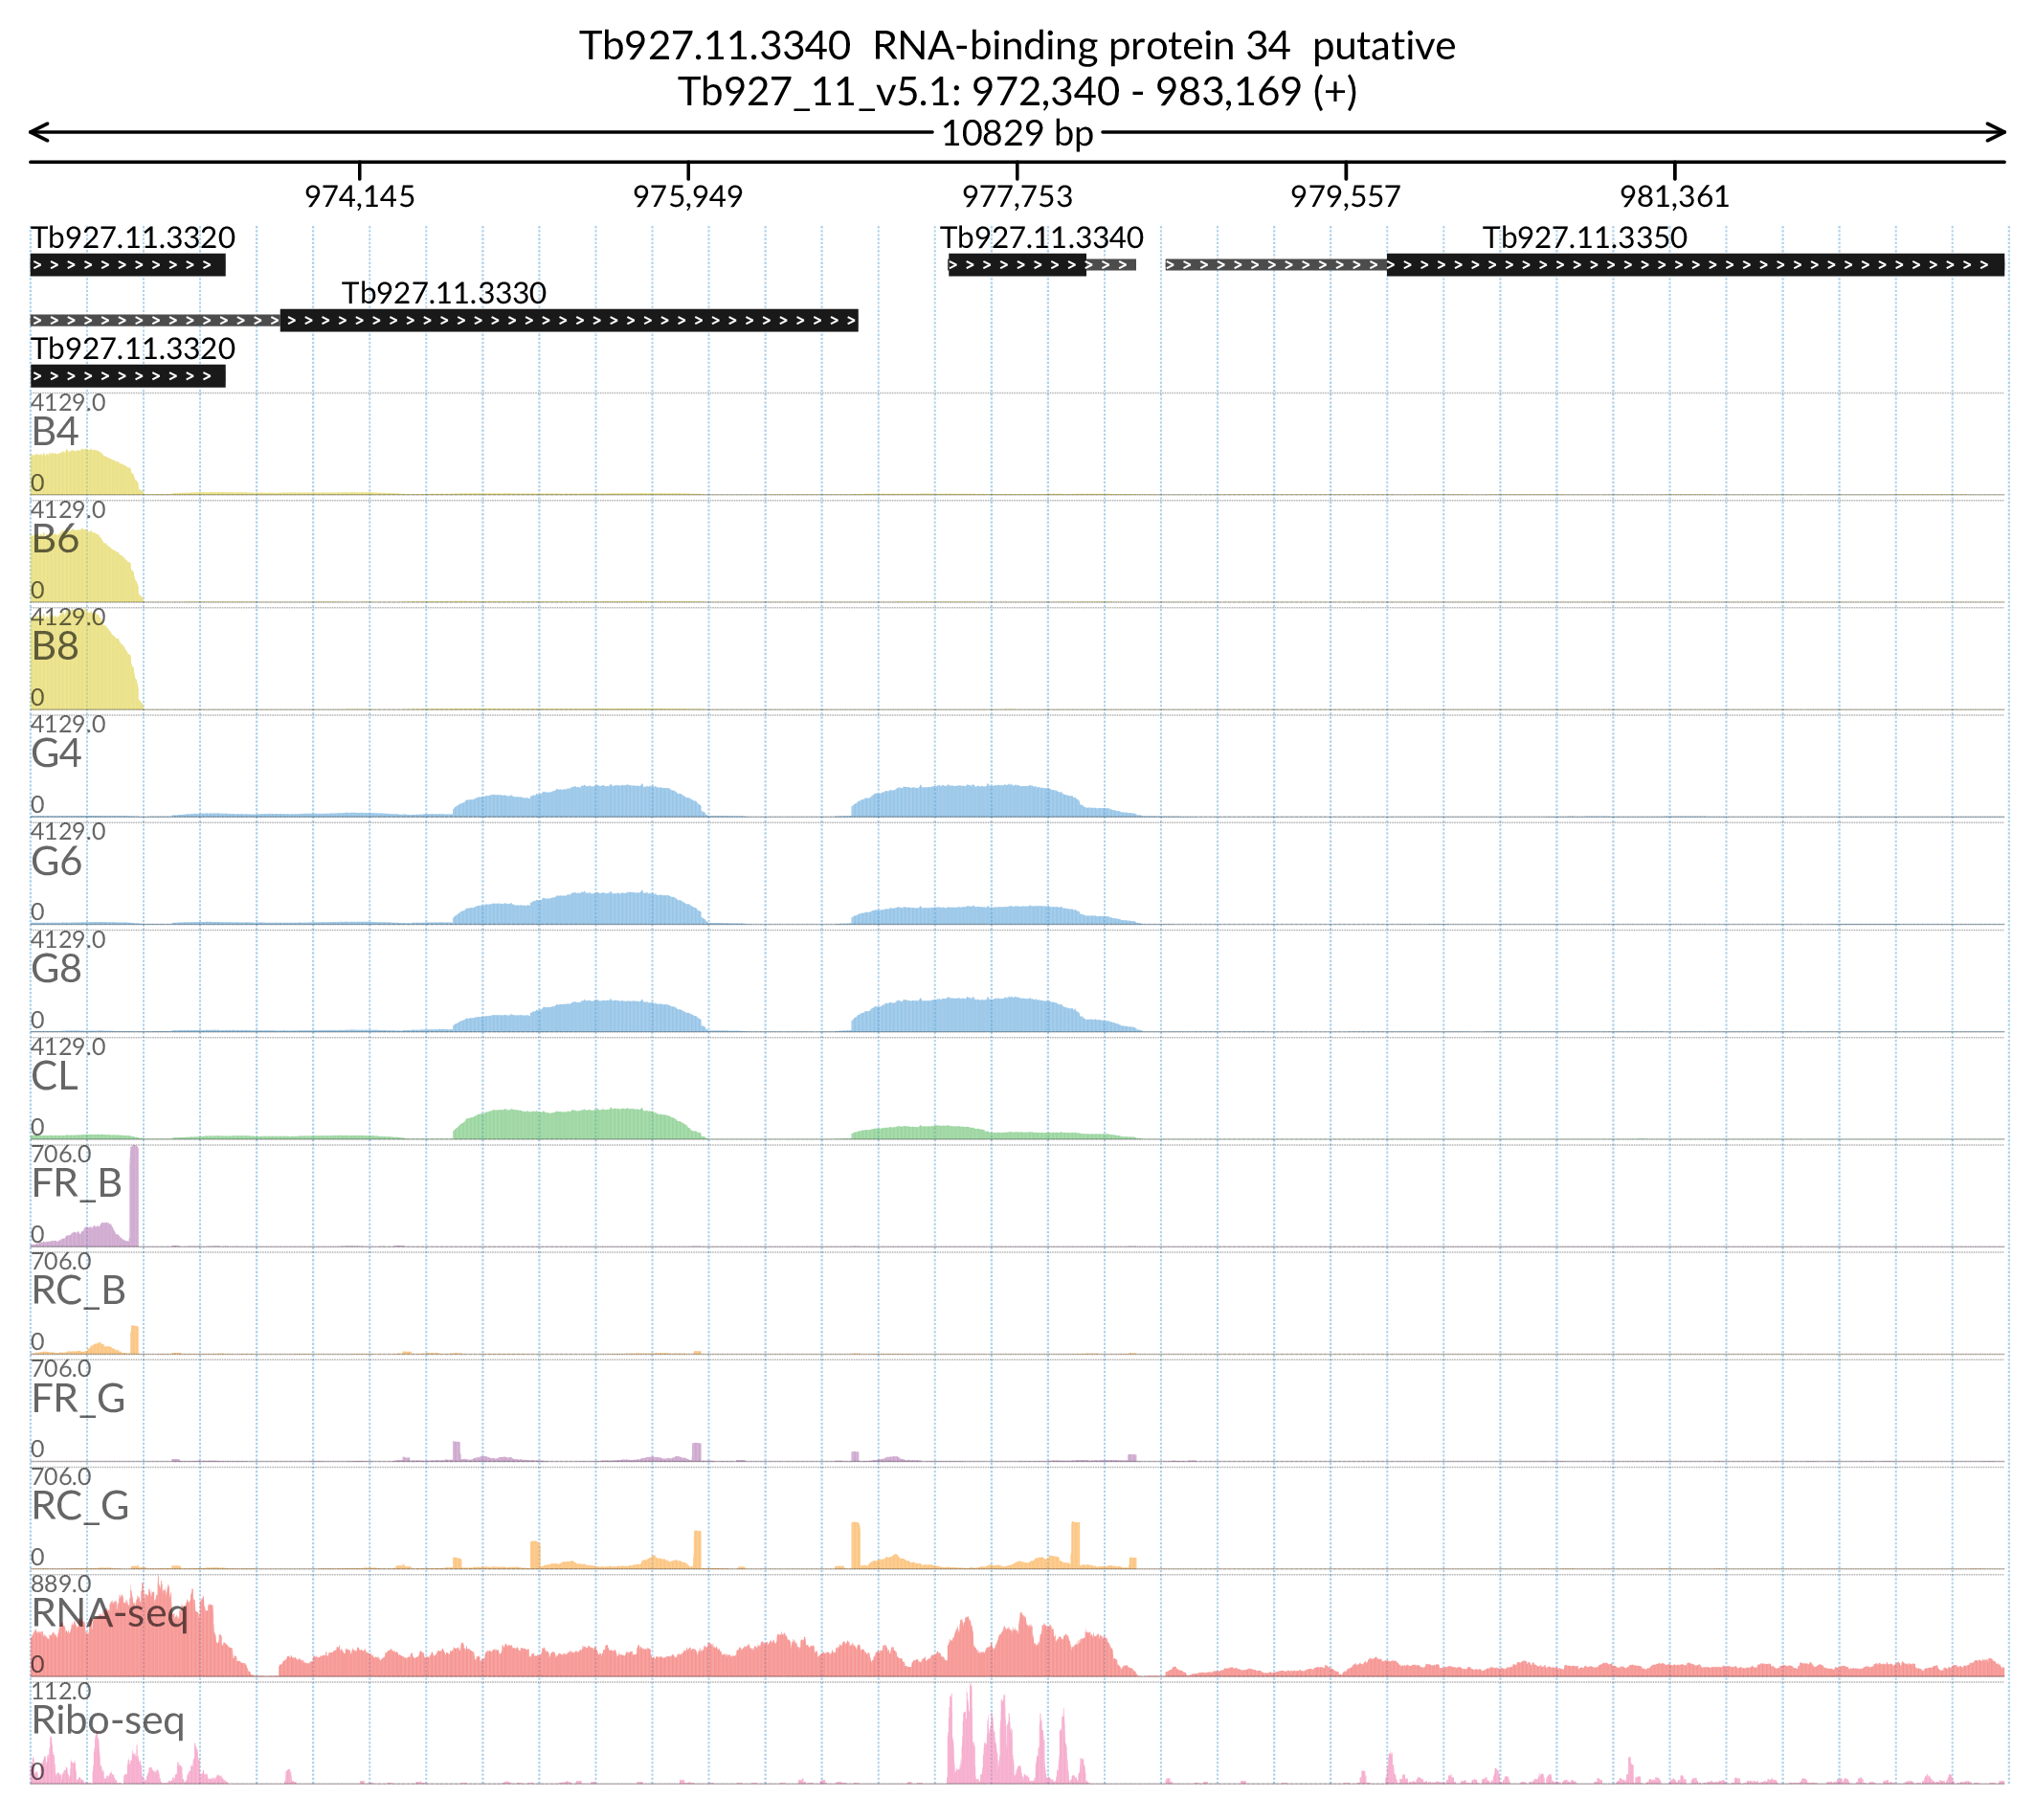 Tb927.11.3340 RNA-binding protein 34 putative
Tb927_11_v5.1: 972,340 - 983,169 (+)
10829 bp
974,145 975,949 977,753 979,557 981,361
Tb927.11.3320 Tb927.11.3340 Tb927.11.3350
Tb927.11.3330
Tb927.11.3320
4129.0
B4
0
4129.0
B6
0
4129.0
B8
0
4129.0
G4
0
4129.0
G6
0
4129.0
G8
0
4129.0
CL
0
706.0
FR_B
0
706.0
RC_B
0
706.0
FR_G
0
706.0
RC_G
0
889.0
RNA-seq
0
112.0
Ribo-seq
0